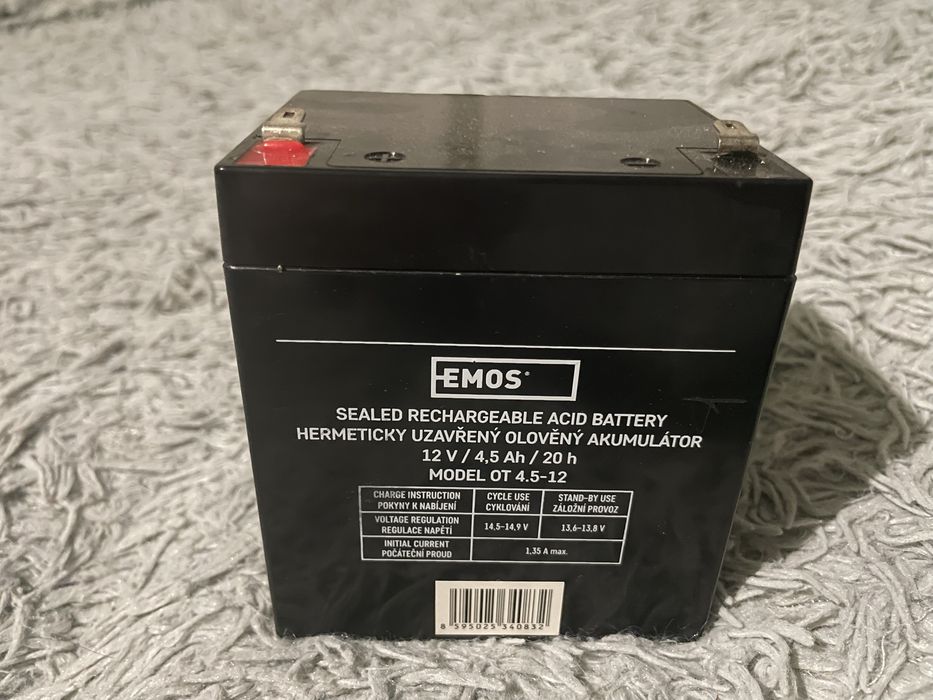 EMOS®
SEALED RECHARGEABLE ACID BATTERY
HERMETICKY UZAVŘENÝ OLOVĚNÝ AKUMULÁTOR
12 V / 4,5 Ah / 20 h
MODEL OT 4.5-12
CHARGE INSTRUCTION
POKYNY K NABÍJENÍ
CYCLE USE
CYKLOVÁNÍ
STAND-BY USE
ZÁLOŽNÍ PROVOZ
VOLTAGE REGULATION
REGULACE NAPĚTÍ
14,5–14,9 V
13,6–13,8 V
INITIAL CURRENT
POČÁTEČNÍ PROUD
1,35 A max.
8 595025 340832